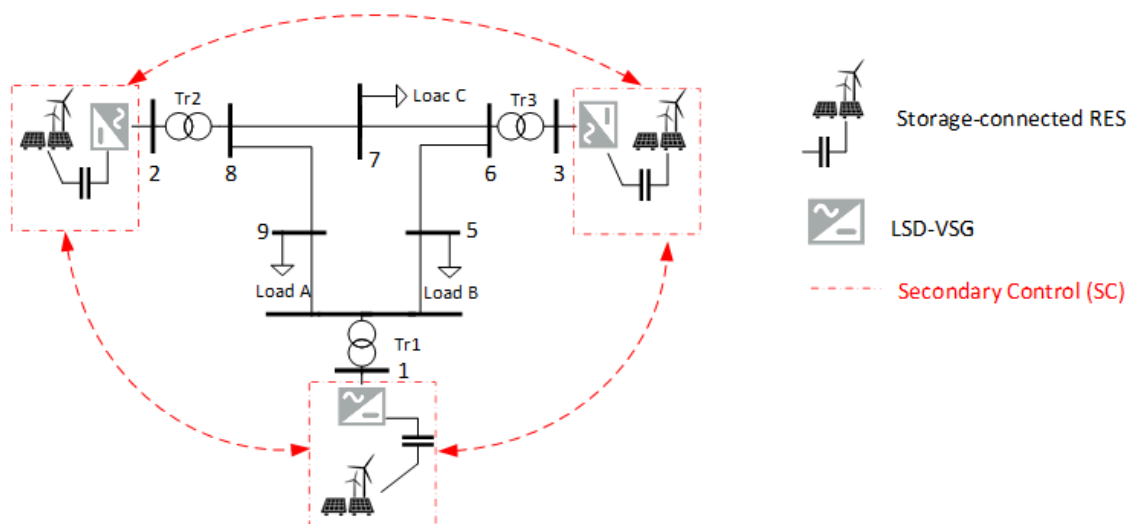 Tr2
Loac C
Tr3
2
8
7
6
3
9
5
Load A
Load B
Tr1
1
Storage-connected RES
LSD-VSG
Secondary Control (SC)